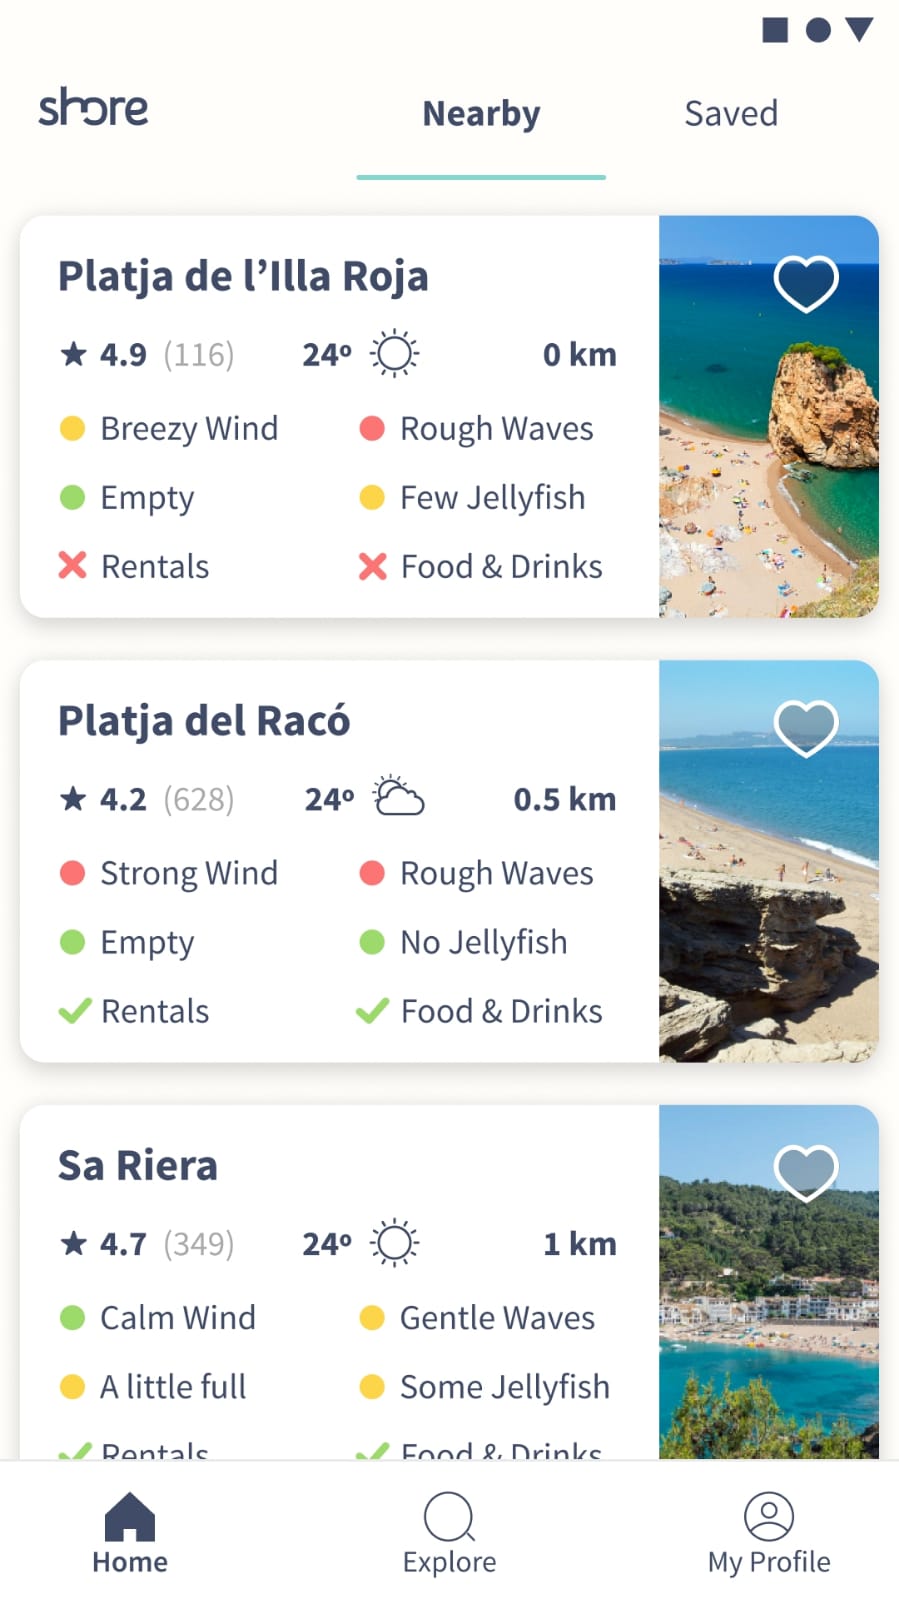 shore
Nearby
Saved
Platja de l’Illa Roja
4.9 (116) 24º 0 km
Breezy Wind Rough Waves
Empty Few Jellyfish
Rentals Food & Drinks
Platja del Racó
4.2 (628) 24º 0.5 km
Strong Wind Rough Waves
Empty No Jellyfish
Rentals Food & Drinks
Sa Riera
4.7 (349) 24º 1 km
Calm Wind Gentle Waves
A little full Some Jellyfish
Rentals Food & Drinks
Home Explore My Profile